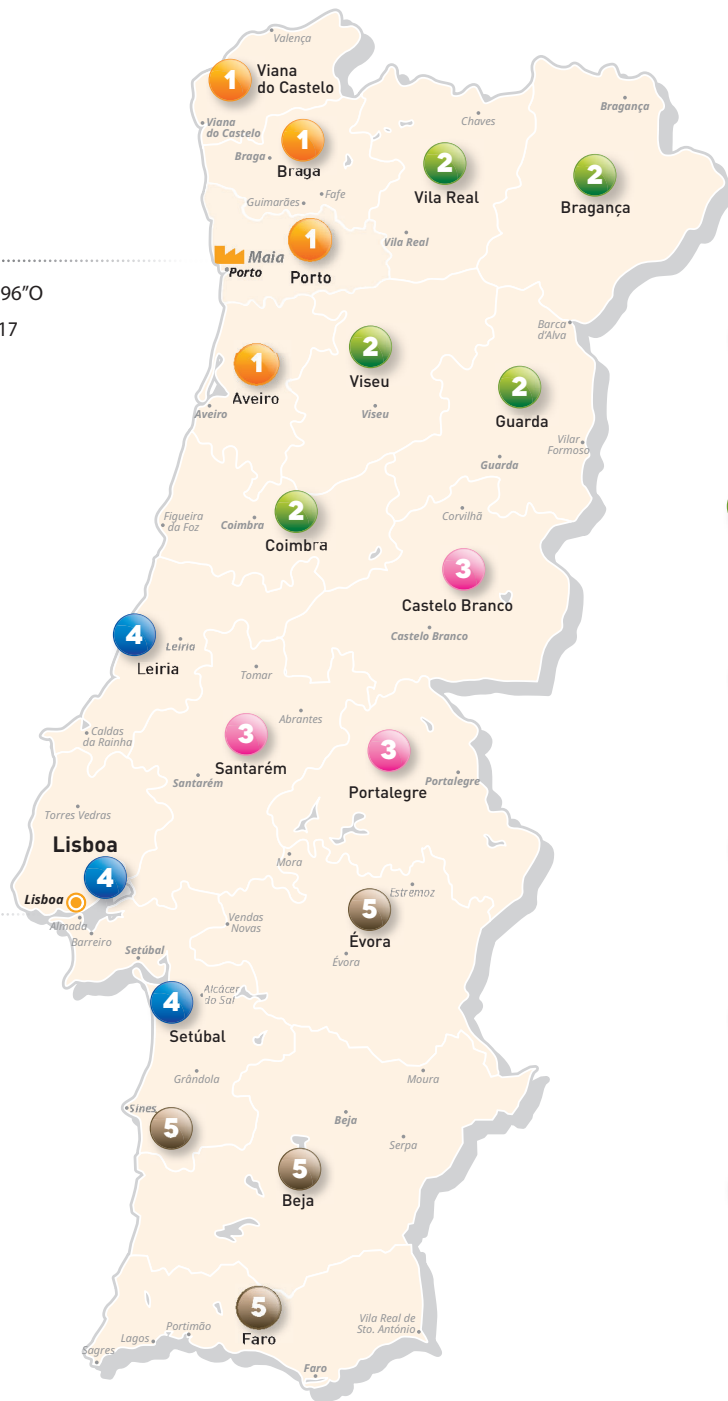 Valença
1
Viana
do Castelo
Viana
do Castelo
1
Braga
Braga
Fafe
Guimarães
Chaves
2
Vila Real
Vila Real
Bragança
2
Bragança
1
Porto
Maia
Porto
96”O
17
Barca
d'Alva
1
Aveiro
Aveiro
2
Viseu
Viseu
2
Guarda
Guarda
Vilar
Formoso
Figueira
da Foz
Coimbra
2
Coimbra
Corvilhã
3
Castelo Branco
Castelo Branco
4
Leiria
Leiria
Tomar
Abrantes
3
Santarém
Santarém
3
Portalegre
Portalegre
Caldas
da Rainha
Torres Vedras
Lisboa
4
Lisboa
Almada
Barreiro
Setúbal
Mora
Vendas
Novas
Estremoz
5
Évora
Évora
4
Alcácer
do Sal
Setúbal
Grândola
Moura
Sines
5
Beja
Serpa
5
Beja
5
Faro
Portimão
Lagos
Sagres
Vila Real de
Sto. António
Faro